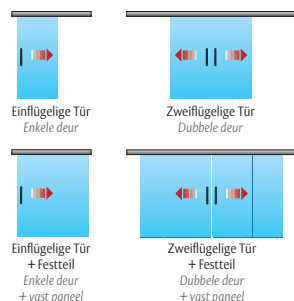 Einflügelige Tür
Enkele deur
Zweiflügelige Tür
Dubbele deur
Einflügelige Tür
+ Festteil
Enkele deur
+ vast paneel
Zweiflügelige Tür
+ Festteil
Dubbele deur
+ vast paneel